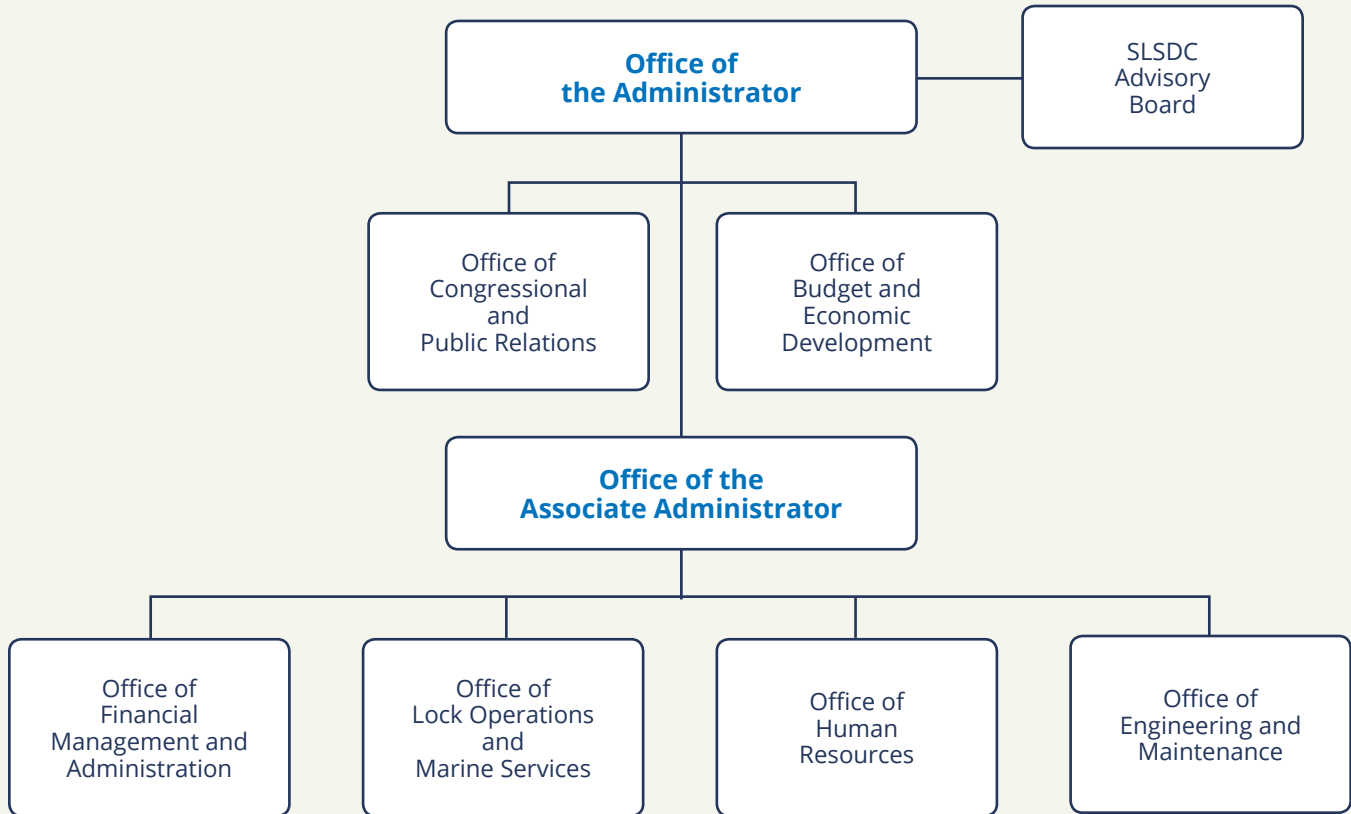 Office of
the Administrator
SLSDC
Advisory
Board
Office of
Congressional
and
Public Relations
Office of
Budget and
Economic
Development
Office of the
Associate Administrator
Office of
Financial
Management and
Administration
Office of
Lock Operations
and
Marine Services
Office of
Human
Resources
Office of
Engineering and
Maintenance